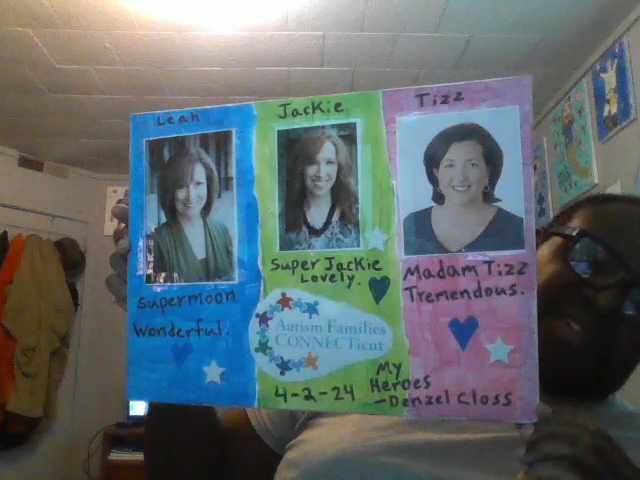 Leah
Supermoon
Wonderful.
Jackie
Super Jackie
Lovely.
Autism Families
CONNECTicut
4-2-24
My
Heroes
-Denzel Closs
Tizz
Madam Tizz
Tremendous.